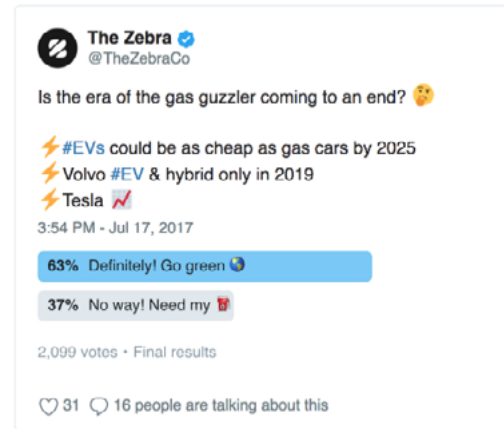 The Zebra
@TheZebraCo
Is the era of the gas guzzler coming to an end? 🤔
⚡#EVs could be as cheap as gas cars by 2025
⚡Volvo #EV & hybrid only in 2019
⚡Tesla 📈
3:54 PM - Jul 17, 2017
63% Definitely! Go green 🌎
37% No way! Need my ⛽
2,099 votes • Final results
31 16 people are talking about this